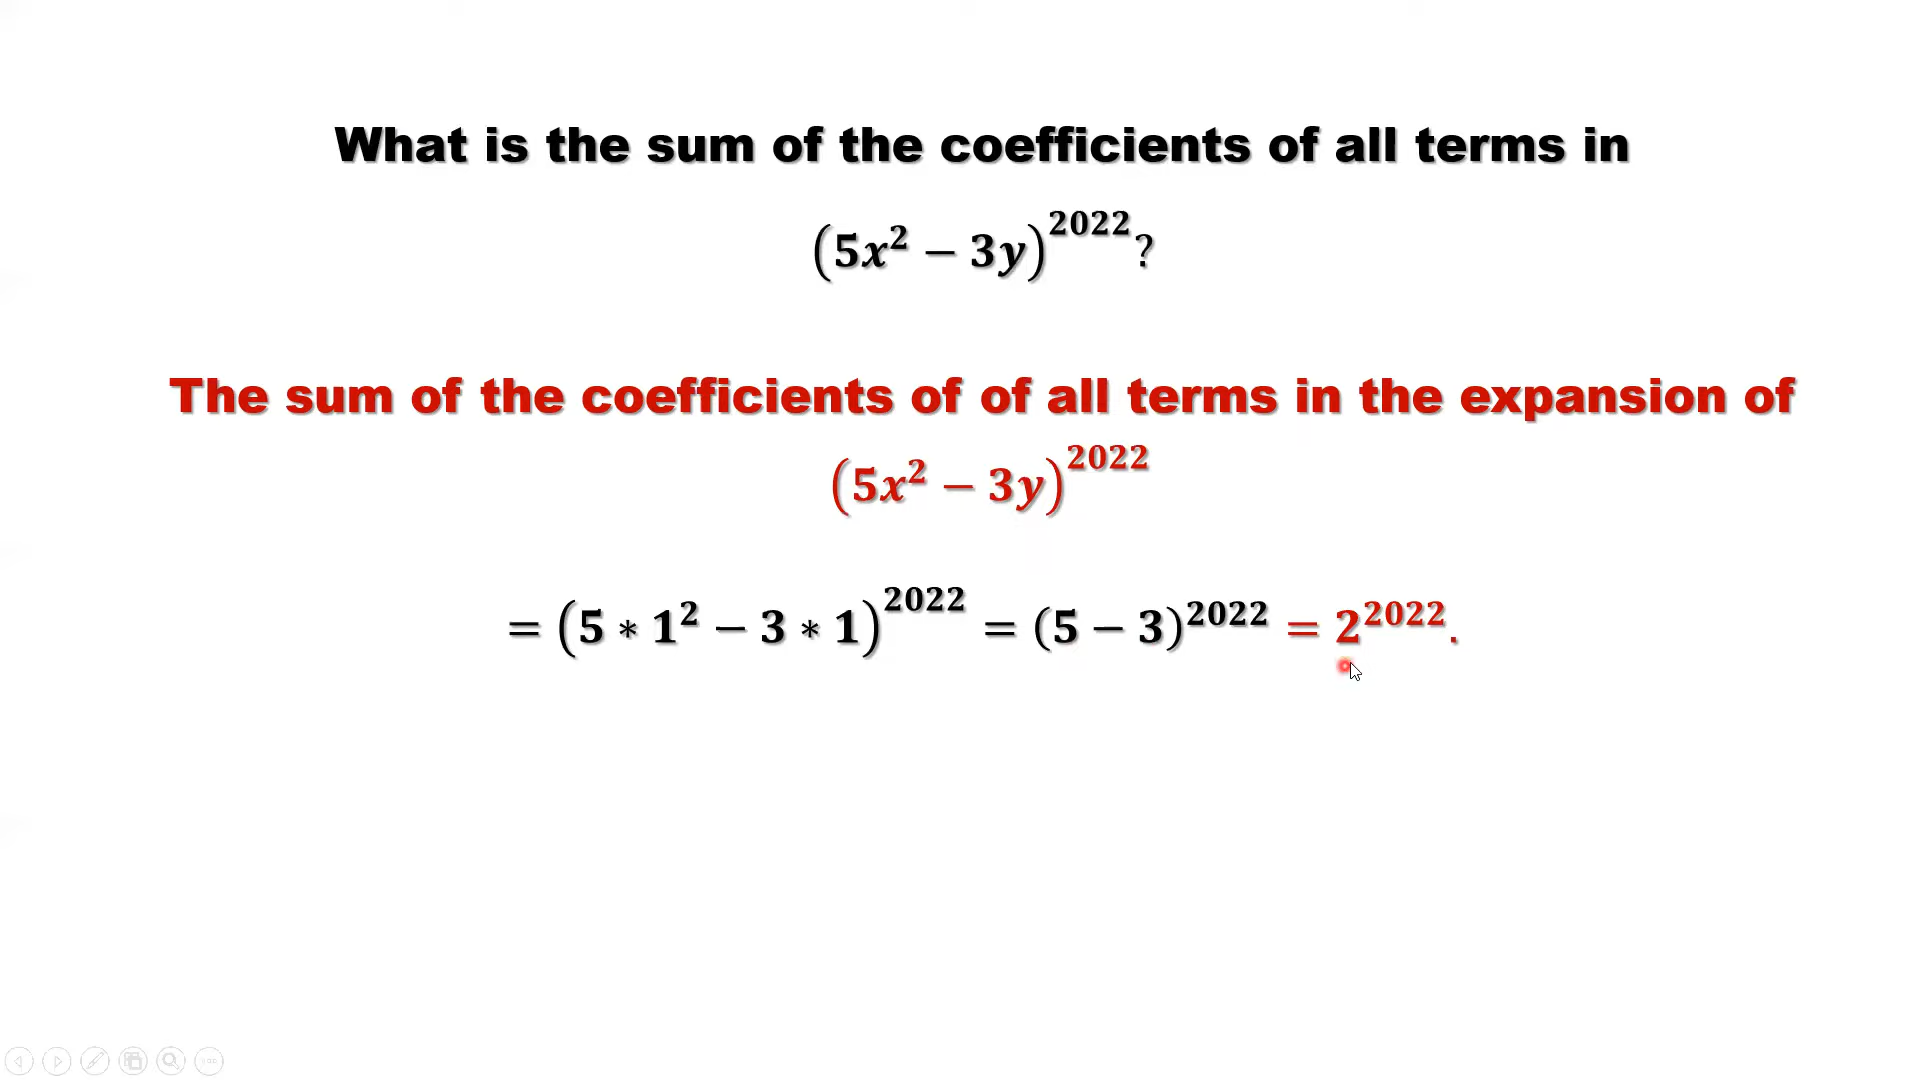 What is the sum of the coefficients of all terms in
(5x² − 3y)²⁰²²?
The sum of the coefficients of of all terms in the expansion of
(5x² − 3y)²⁰²²
= (5 ∗ 1² − 3 ∗ 1)²⁰²² = (5 − 3)²⁰²² = 2²⁰²².